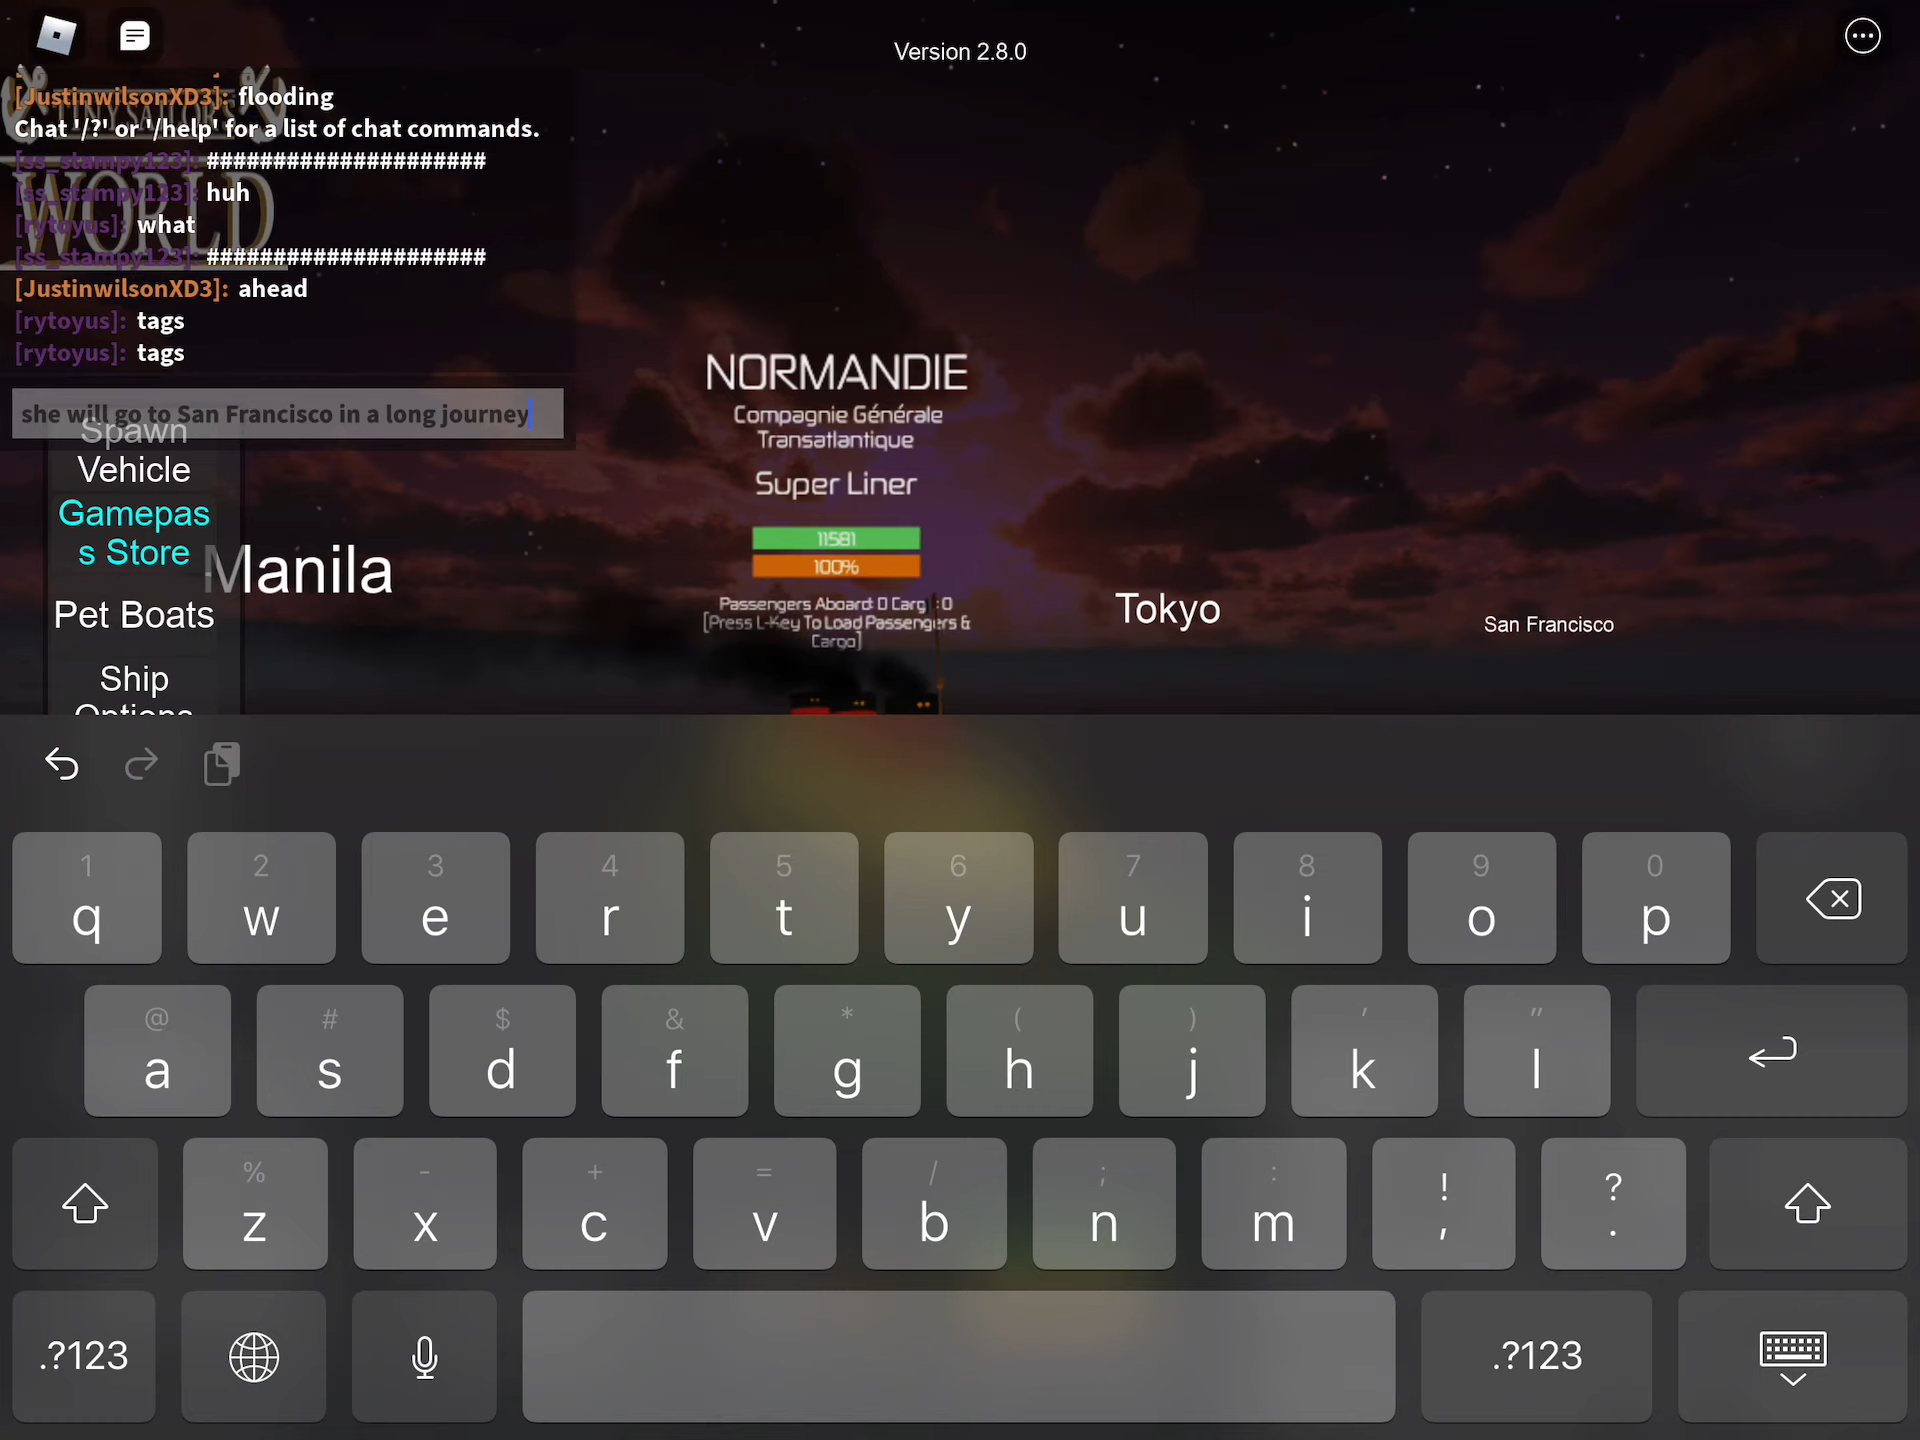 Version 2.8.0
TINY SAILOR'S
WORLD
[JustinwilsonXD3]: flooding
Chat '/?' or '/help' for a list of chat commands.
[ss_stampy123]: ####################
[ss_stampy123]: huh
[rytoyus]: what
[ss_stampy123]: ####################
[JustinwilsonXD3]: ahead
[rytoyus]: tags
[rytoyus]: tags
she will go to San Francisco in a long journey
Spawn
Vehicle
Gamepas
s Store
Pet Boats
Ship
Options
Manila
NORMANDIE
Compagnie Générale
Transatlantique
Super Liner
11581
100%
Passengers Aboard: 0 Cargo: 0
[Press L-Key To Load Passengers &
Cargo]
Tokyo
San Francisco
1 2 3 4 5 6 7 8 9 0
q w e r t y u i o p
@ # $ & * ( ) ' "
a s d f g h j k l
% - + = / ; : ! ?
z x c v b n m , .
.?123 .?123